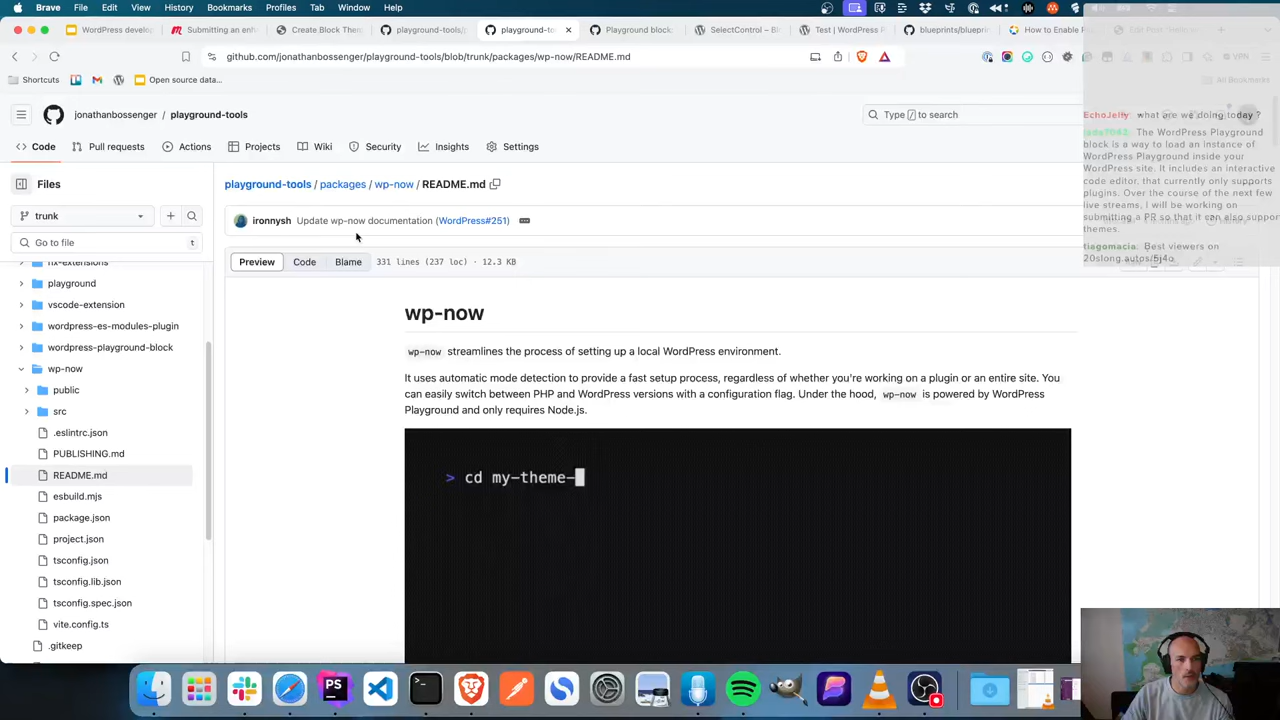 Brave File Edit View History Bookmarks Profiles Tab Window Help
WordPress develop
Submitting an enh
Create Block Them
playground-tools/p
playground-to
Playground block
SelectControl – Bl
Test | WordPress
blueprints/blueprin
How to Enable
Edit Post
github.com/jonathanbossenger/playground-tools/blob/trunk/packages/wp-now/README.md
VPN
Shortcuts
Open source data...
All Bookmarks
jonathanbossenger / playground-tools
Type / to search
Code Pull requests Actions Projects Wiki Security Insights Settings
EchoJelly: what are we doing today ?
The WordPress Playground
block is a way to load an instance of
WordPress Playground inside your
WordPress site. It includes an interactive
code editor, that currently only supports
plugins. Over the course of the next few
live streams, I will be working on
submitting a PR so that it can also support
themes.
tiagomacia: Best viewers on
Files
trunk
Go to file
t
nx-extensions
playground
vscode-extension
wordpress-es-modules-plugin
wordpress-playground-block
wp-now
public
src
.eslintrc.json
PUBLISHING.md
README.md
esbuild.mjs
package.json
project.json
tsconfig.json
tsconfig.lib.json
tsconfig.spec.json
vite.config.ts
.gitkeep
playground-tools / packages / wp-now / README.md
ironnysh Update wp-now documentation (WordPress#251)
Preview Code Blame 331 lines (237 loc) · 12.3 KB
wp-now
wp-now streamlines the process of setting up a local WordPress environment.
It uses automatic mode detection to provide a fast setup process, regardless of whether you're working on a plugin or an entire site. You
can easily switch between PHP and WordPress versions with a configuration flag. Under the hood, wp-now is powered by WordPress
Playground and only requires Node.js.
> cd my-theme-